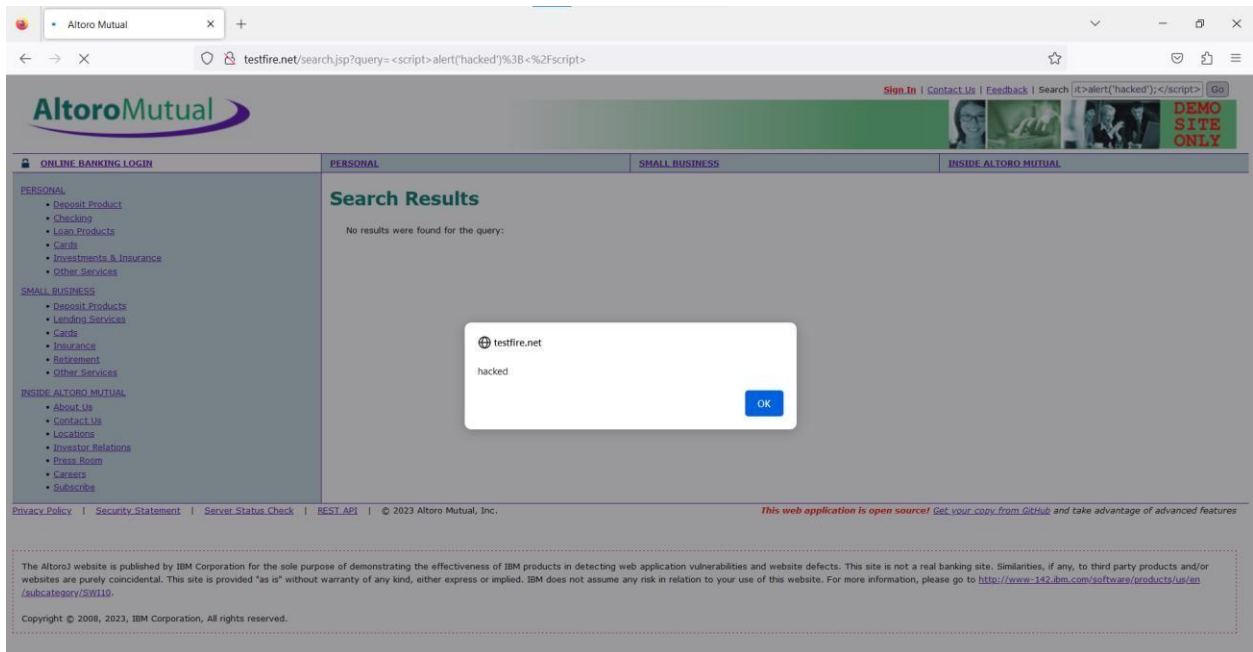 Altoro Mutual
testfire.net/search.jsp?query=<script>alert('hacked')%3B<%2Fscript>
AltoroMutual
Sign In | Contact Us | Feedback | Search it>alert('hacked');</script> Go
DEMO
SITE
ONLY
ONLINE BANKING LOGIN
PERSONAL
SMALL BUSINESS
INSIDE ALTORO MUTUAL
PERSONAL
• Deposit Product
• Checking
• Loan Products
• Cards
• Investments & Insurance
• Other Services
SMALL BUSINESS
• Deposit Products
• Lending Services
• Cards
• Insurance
• Retirement
• Other Services
INSIDE ALTORO MUTUAL
• About Us
• Contact Us
• Locations
• Investor Relations
• Press Room
• Careers
• Subscribe
Search Results
No results were found for the query:
testfire.net
hacked
OK
Privacy Policy | Security Statement | Server Status Check | REST API | © 2023 Altoro Mutual, Inc.
This web application is open source! Get your copy from GitHub and take advantage of advanced features
The AltoroJ website is published by IBM Corporation for the sole purpose of demonstrating the effectiveness of IBM products in detecting web application vulnerabilities and website defects. This site is not a real banking site. Similarities, if any, to third party products and/or
websites are purely coincidental. This site is provided "as is" without warranty of any kind, either express or implied. IBM does not assume any risk in relation to your use of this website. For more information, please go to http://www-142.ibm.com/software/products/us/en
/subcategory/SWI10.
Copyright © 2008, 2023, IBM Corporation, All rights reserved.